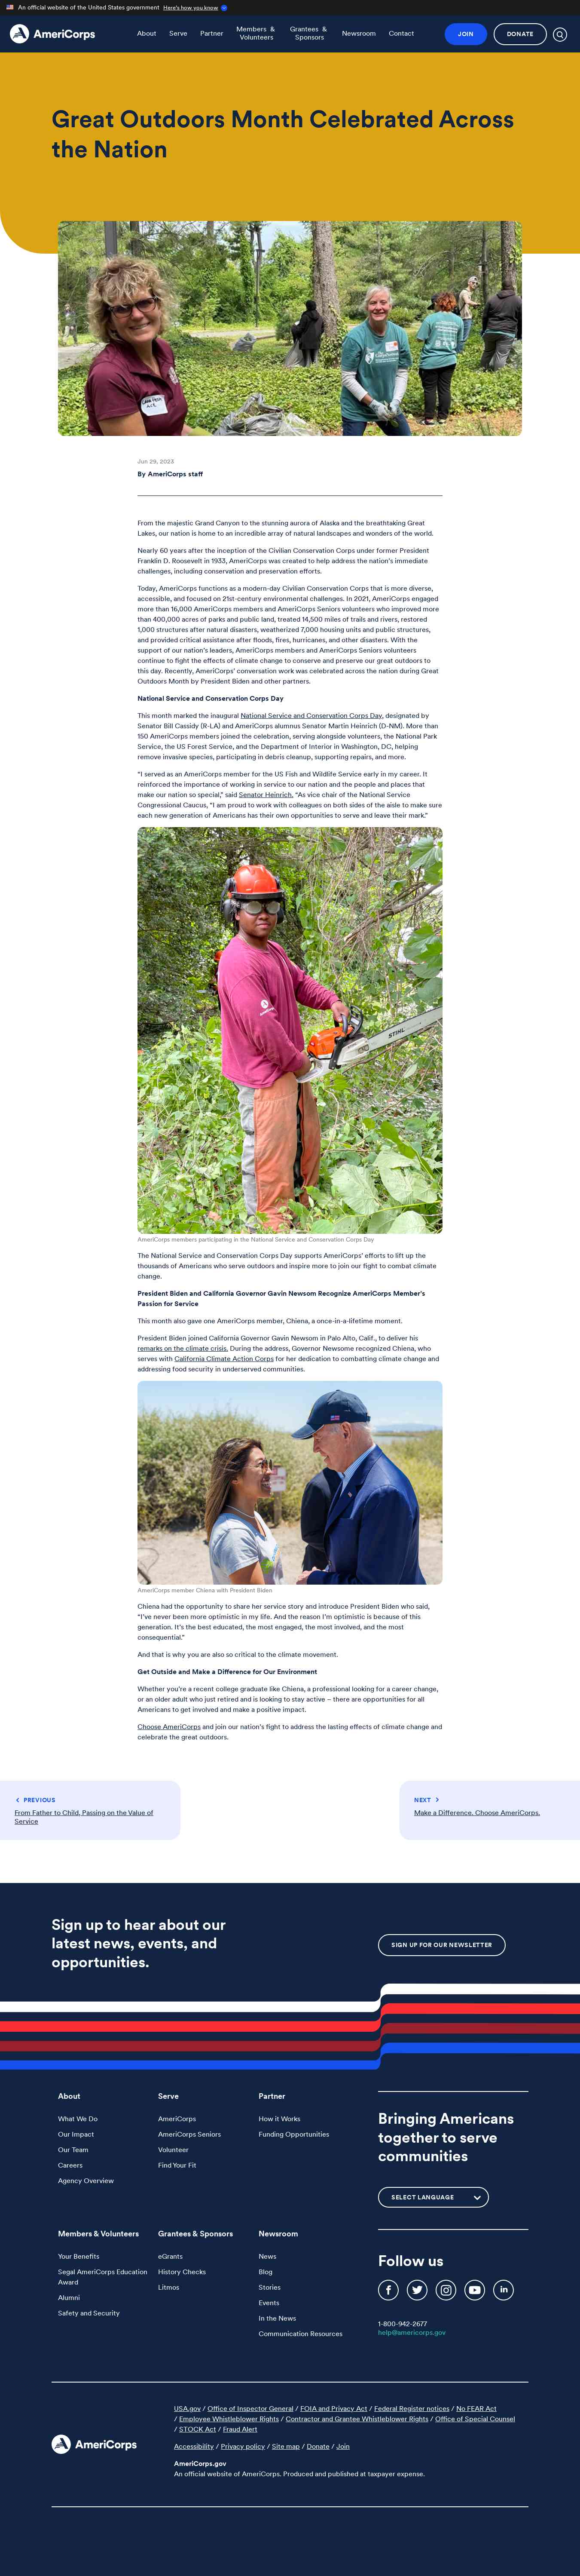 An official website of the United States government Here's how you know
AmeriCorps
About Serve Partner Members & Volunteers Grantees & Sponsors Newsroom Contact JOIN DONATE
Great Outdoors Month Celebrated Across
the Nation
Jun 29, 2023
By AmeriCorps staff
From the majestic Grand Canyon to the stunning aurora of Alaska and the breathtaking Great
Lakes, our nation is home to an incredible array of natural landscapes and wonders of the world.
Nearly 60 years after the inception of the Civilian Conservation Corps under former President
Franklin D. Roosevelt in 1933, AmeriCorps was created to help address the nation's immediate
challenges, including conservation and preservation efforts.
Today, AmeriCorps functions as a modern-day Civilian Conservation Corps that is more diverse,
accessible, and focused on 21st-century environmental challenges. In 2021, AmeriCorps engaged
more than 16,000 AmeriCorps members and AmeriCorps Seniors volunteers who improved more
than 400,000 acres of parks and public land, treated 14,500 miles of trails and rivers, restored
1,000 structures after natural disasters, weatherized 7,000 housing units and public structures,
and provided critical assistance after floods, fires, hurricanes, and other disasters. With the
support of our nation's leaders, AmeriCorps members and AmeriCorps Seniors volunteers
continue to fight the effects of climate change to conserve and preserve our great outdoors to
this day. Recently, AmeriCorps' conversation work was celebrated across the nation during Great
Outdoors Month by President Biden and other partners.
National Service and Conservation Corps Day
This month marked the inaugural National Service and Conservation Corps Day, designated by
Senator Bill Cassidy (R-LA) and AmeriCorps alumnus Senator Martin Heinrich (D-NM). More than
150 AmeriCorps members joined the celebration, serving alongside volunteers, the National Park
Service, the US Forest Service, and the Department of Interior in Washington, DC, helping
remove invasive species, participating in debris cleanup, supporting repairs, and more.
"I served as an AmeriCorps member for the US Fish and Wildlife Service early in my career. It
reinforced the importance of working in service to our nation and the people and places that
make our nation so special," said Senator Heinrich, "As vice chair of the National Service
Congressional Caucus, "I am proud to work with colleagues on both sides of the aisle to make sure
each new generation of Americans has their own opportunities to serve and leave their mark."
STIHL
AmeriCorps members participating in the National Service and Conservation Corps Day
The National Service and Conservation Corps Day supports AmeriCorps' efforts to lift up the
thousands of Americans who serve outdoors and inspire more to join our fight to combat climate
change.
President Biden and California Governor Gavin Newsom Recognize AmeriCorps Member's
Passion for Service
This month also gave one AmeriCorps member, Chiena, a once-in-a-lifetime moment.
President Biden joined California Governor Gavin Newsom in Palo Alto, Calif., to deliver his
remarks on the climate crisis. During the address, Governor Newsome recognized Chiena, who
serves with California Climate Action Corps for her dedication to combatting climate change and
addressing food security in underserved communities.
AmeriCorps member Chiena with President Biden
Chiena had the opportunity to share her service story and introduce President Biden who said,
"I've never been more optimistic in my life. And the reason I'm optimistic is because of this
generation. It's the best educated, the most engaged, the most involved, and the most
consequential."
And that is why you are also so critical to the climate movement.
Get Outside and Make a Difference for Our Environment
Whether you're a recent college graduate like Chiena, a professional looking for a career change,
or an older adult who just retired and is looking to stay active – there are opportunities for all
Americans to get involved and make a positive impact.
Choose AmeriCorps and join our nation's fight to address the lasting effects of climate change and
celebrate the great outdoors.
PREVIOUS
From Father to Child, Passing on the Value of
Service
NEXT
Make a Difference. Choose AmeriCorps.
Sign up to hear about our
latest news, events, and
opportunities.
SIGN UP FOR OUR NEWSLETTER
About
What We Do
Our Impact
Our Team
Careers
Agency Overview
Serve
AmeriCorps
AmeriCorps Seniors
Volunteer
Find Your Fit
Partner
How it Works
Funding Opportunities
Bringing Americans
together to serve
communities
SELECT LANGUAGE
Members & Volunteers
Your Benefits
Segal AmeriCorps Education
Award
Alumni
Safety and Security
Grantees & Sponsors
eGrants
History Checks
Litmos
Newsroom
News
Blog
Stories
Events
In the News
Communication Resources
Follow us
1-800-942-2677
help@americorps.gov
AmeriCorps
USA.gov / Office of Inspector General / FOIA and Privacy Act / Federal Register notices / No FEAR Act
/ Employee Whistleblower Rights / Contractor and Grantee Whistleblower Rights / Office of Special Counsel
/ STOCK Act / Fraud Alert
Accessibility / Privacy policy / Site map / Donate / Join
AmeriCorps.gov
An official website of AmeriCorps. Produced and published at taxpayer expense.